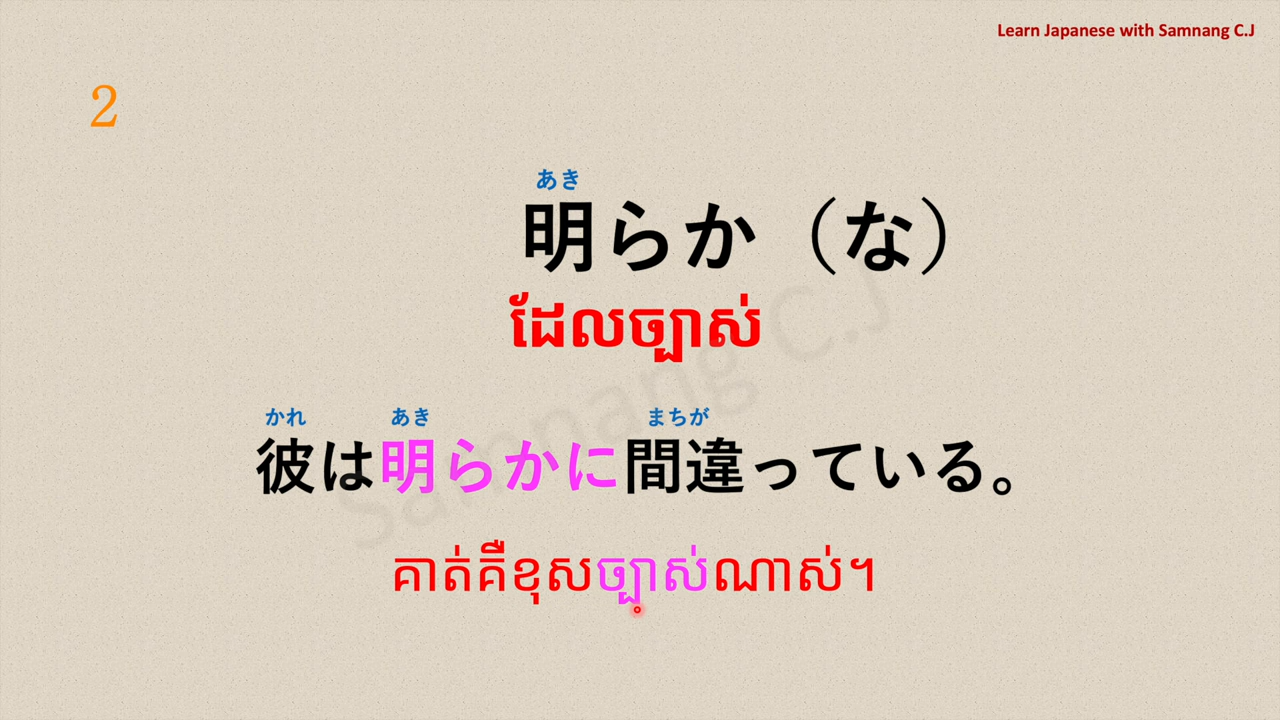 Learn Japanese with Samnang C.J
2
あき
明らか（な）
ដែលច្បាស់
かれ あき まちが
彼は明らかに間違っている。
គាត់គឺខុសច្បាស់ណាស់។
Samnang C.J